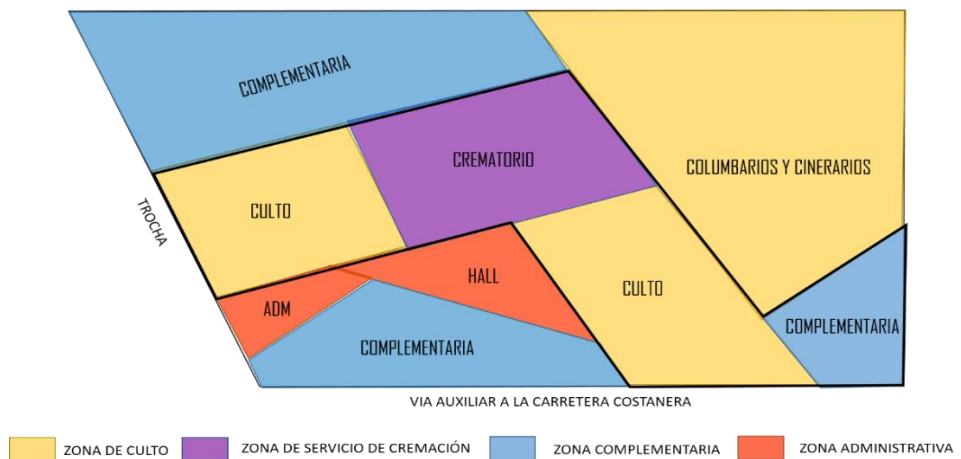 COMPLEMENTARIA
CREMATORIO
COLUMBARIOS Y CINERARIOS
TROCHA
CULTO
HALL
CULTO
ADM
COMPLEMENTARIA
COMPLEMENTARIA
VIA AUXILIAR A LA CARRETERA COSTANERA
ZONA DE CULTO
ZONA DE SERVICIO DE CREMACIÓN
ZONA COMPLEMENTARIA
ZONA ADMINISTRATIVA